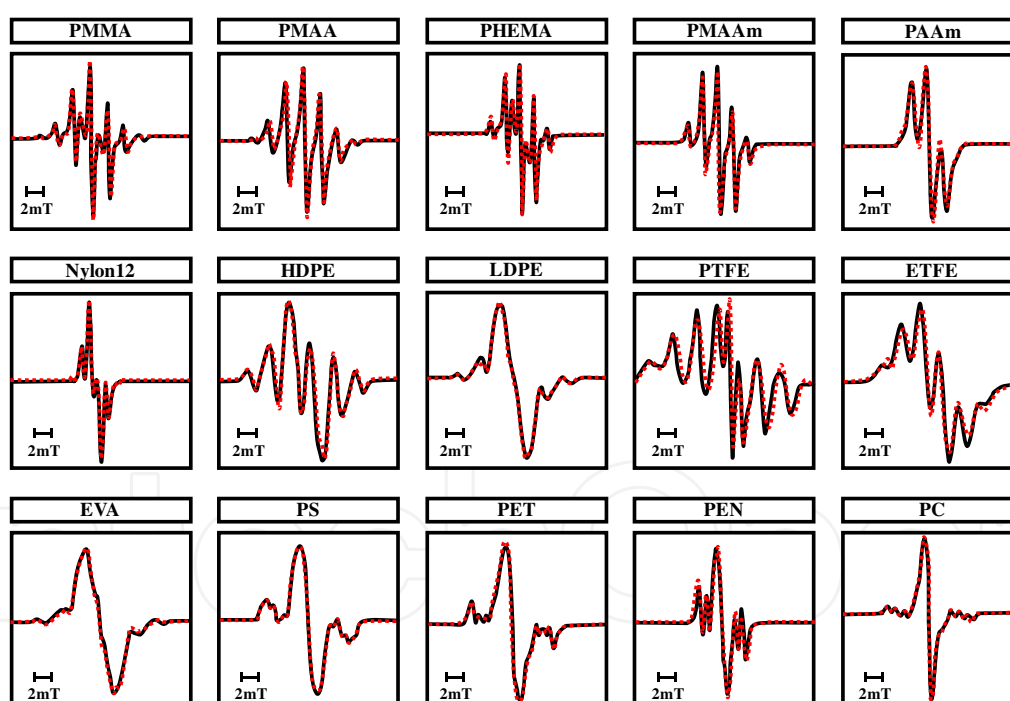 PMMA PMAA PHEMA PMAAm PAAm
2mT 2mT 2mT 2mT 2mT
Nylon12 HDPE LDPE PTFE ETFE
2mT 2mT 2mT 2mT 2mT
EVA PS PET PEN PC
2mT 2mT 2mT 2mT 2mT